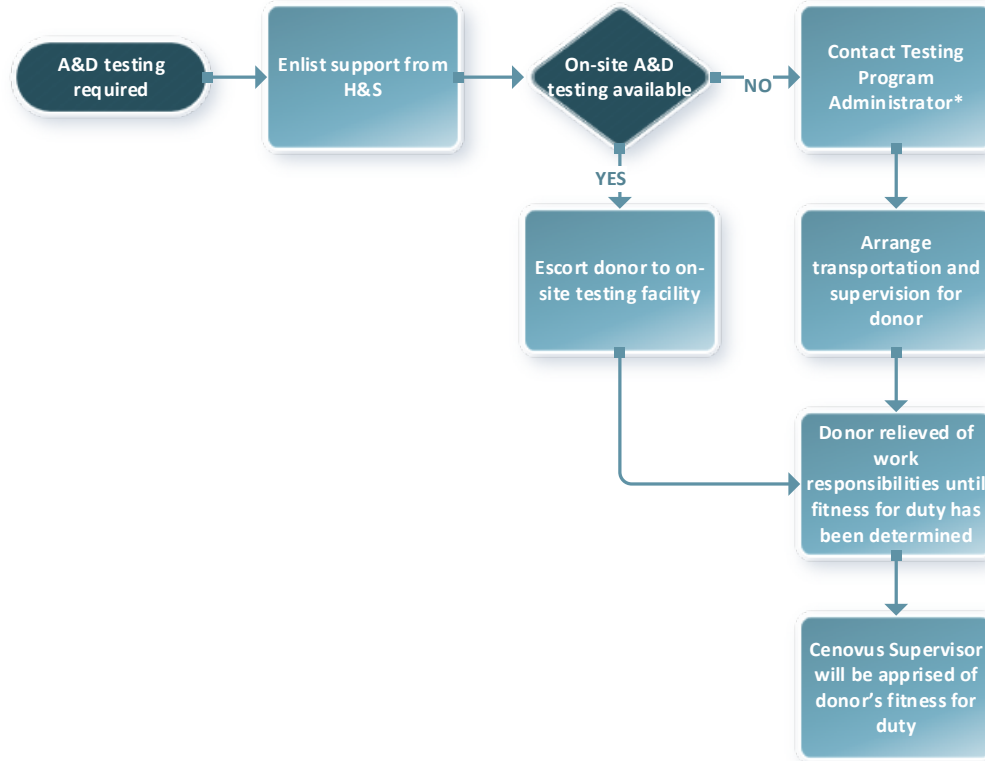 A&D testing
required
Enlist support from
H&S
On-site A&D
testing available
NO
Contact Testing
Program
Administrator*
YES
Escort donor to on-
site testing facility
Arrange
transportation and
supervision for
donor
Donor relieved of
work
responsibilities until
fitness for duty has
been determined
Cenovus Supervisor
will be apprised of
donor’s fitness for
duty